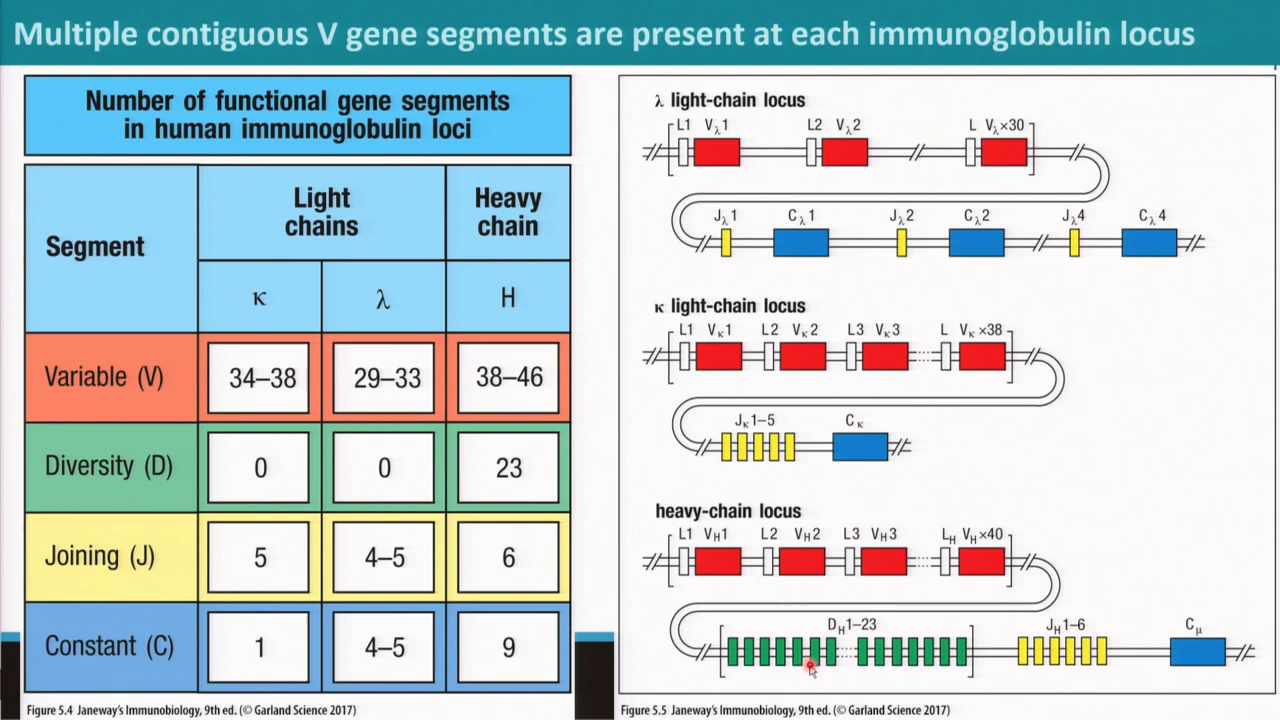 Multiple contiguous V gene segments are present at each immunoglobulin locus
Number of functional gene segments
in human immunoglobulin loci
Segment
Light
chains
Heavy
chain
κ
λ
H
Variable (V)
34–38
29–33
38–46
Diversity (D)
0
0
23
Joining (J)
5
4–5
6
Constant (C)
1
4–5
9
Figure 5.4 Janeway's Immunobiology, 9th ed. (© Garland Science 2017)
λ light-chain locus
L1 Vλ1 L2 Vλ2 L Vλ×30
Jλ1 Cλ1 Jλ2 Cλ2 Jλ4 Cλ4
κ light-chain locus
L1 Vκ1 L2 Vκ2 L3 Vκ3 L Vκ ×38
Jκ1–5 Cκ
heavy-chain locus
L1 VH1 L2 VH2 L3 VH3 LH VH×40
DH1–23 JH1–6 Cμ
Figure 5.5 Janeway's Immunobiology, 9th ed. (© Garland Science 2017)